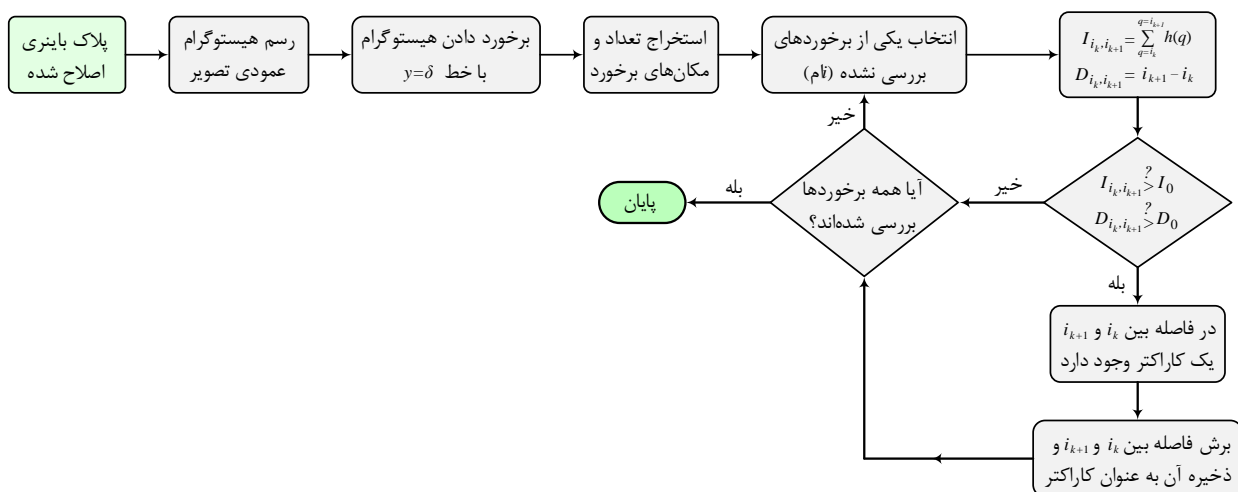 پلاک باینری
اصلاح شده
رسم هیستوگرام
عمودی تصویر
برخورد دادن هیستوگرام
با خط y=δ
استخراج تعداد و
مکان‌های برخورد
انتخاب یکی از برخوردهای
بررسی نشده (iام)
I_{i_k,i_{k+1}}=\sum_{q=i_k}^{q=i_{k+1}} h(q)
D_{i_k,i_{k+1}}= i_{k+1}-i_k
I_{i_k,i_{k+1}} \overset{?}{>} I_0
D_{i_k,i_{k+1}} \overset{?}{>} D_0
خیر
بله
آیا همه برخوردها
بررسی شده‌اند؟
خیر
بله
پایان
در فاصله بین i_k و i_{k+1}
یک کاراکتر وجود دارد
برش فاصله بین i_k و i_{k+1} و
ذخیره آن به عنوان کاراکتر